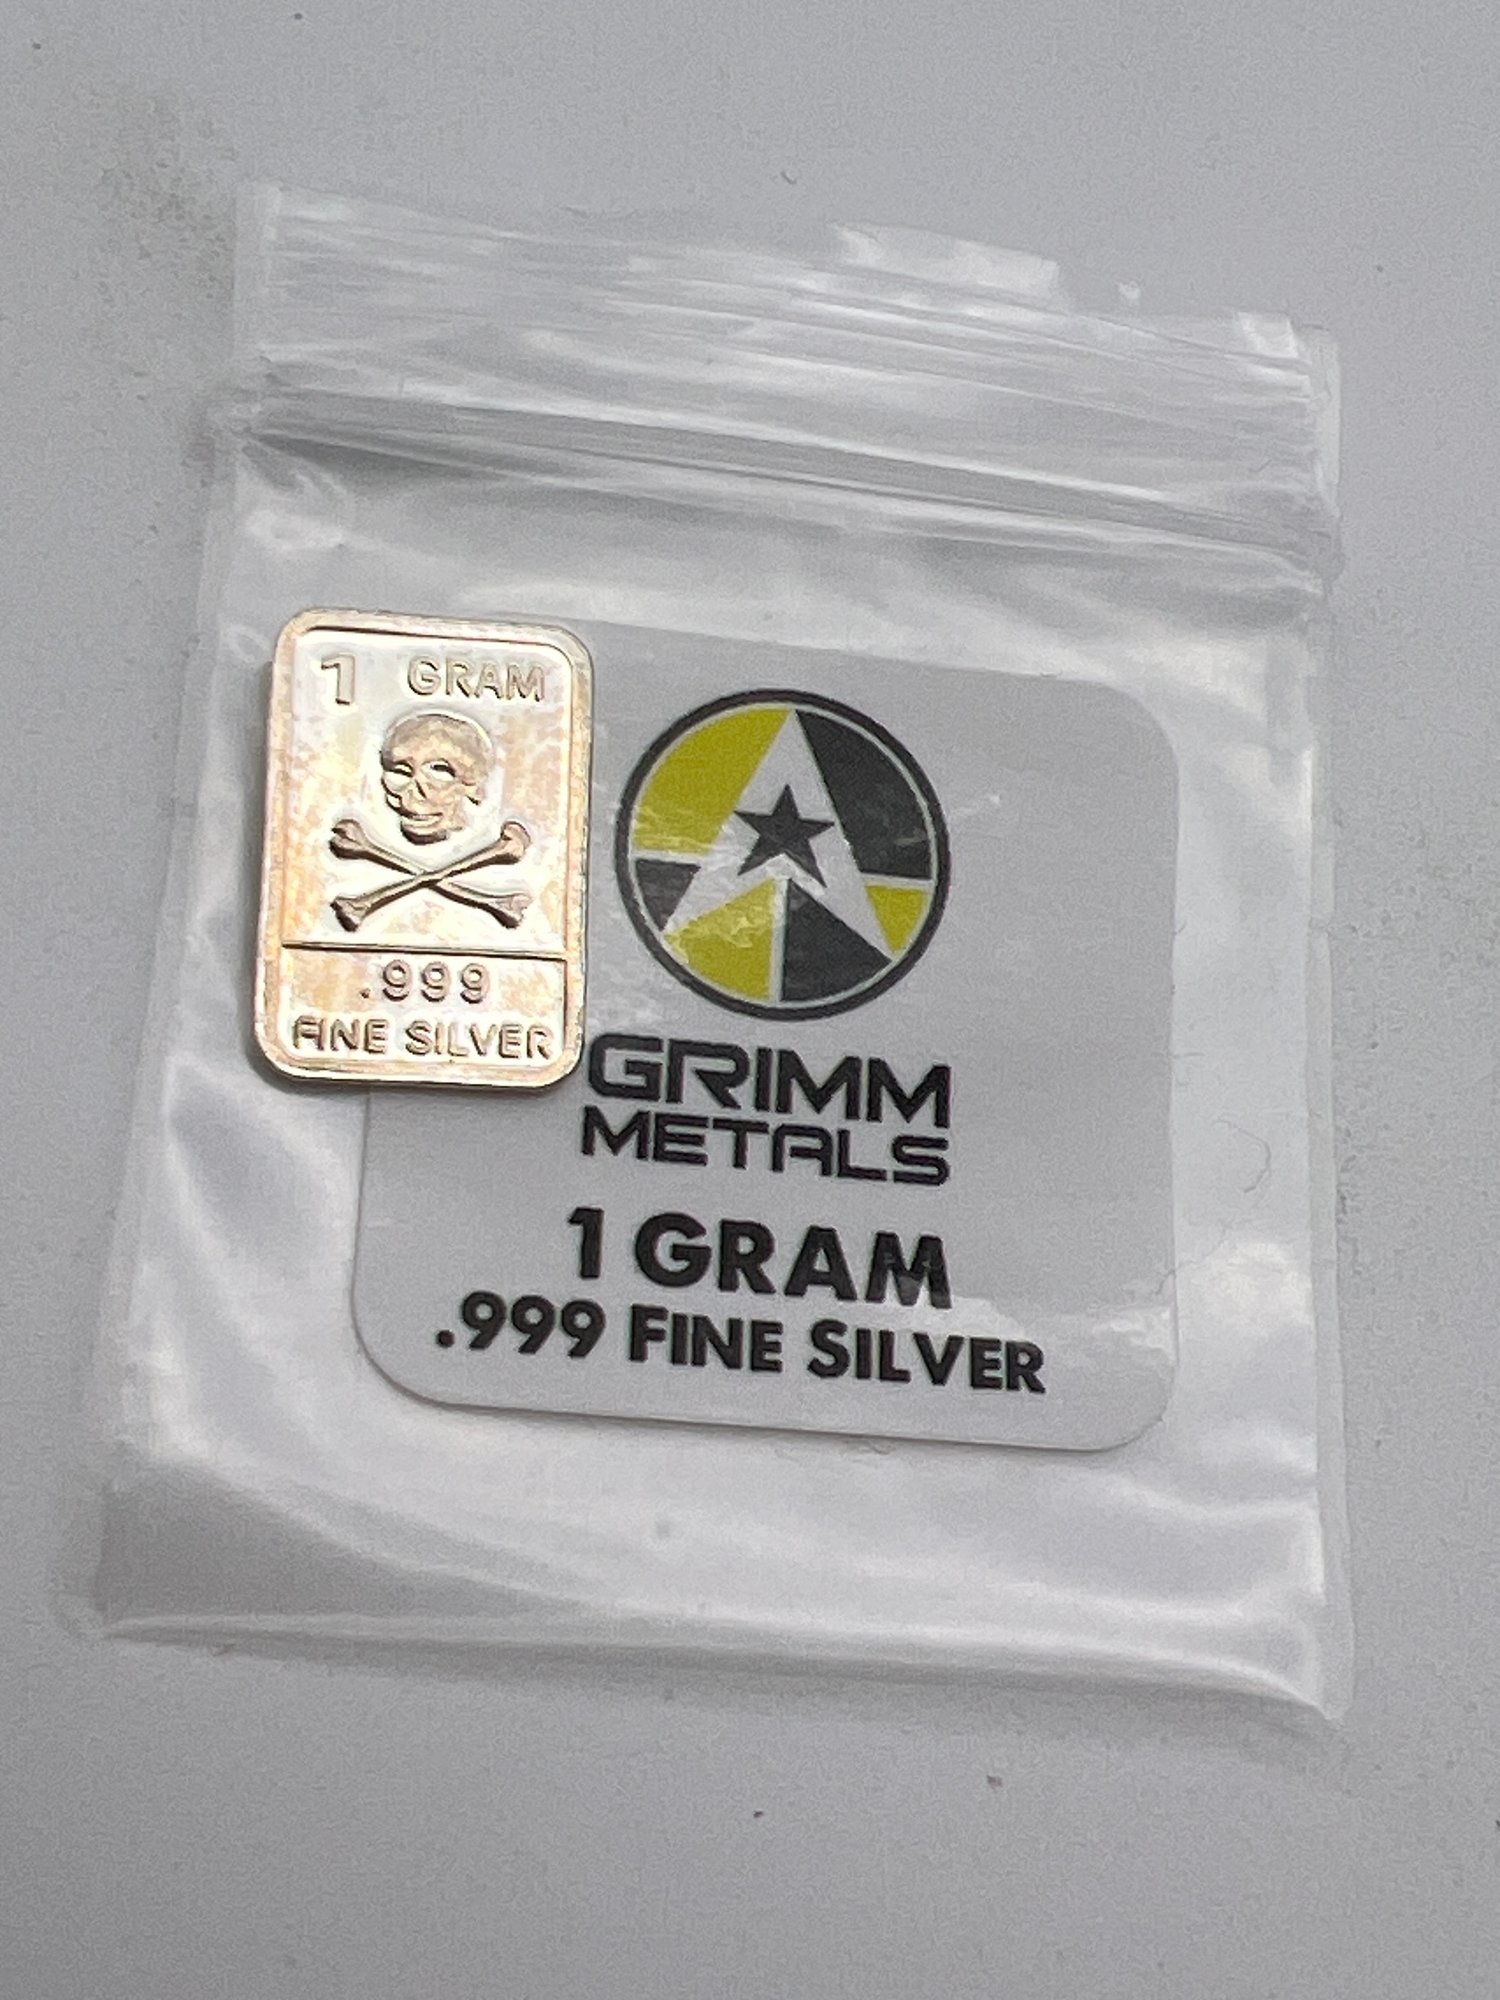 1 GRAM
.999
FINE SILVER
GRIMM
METALS
1 GRAM
.999 FINE SILVER